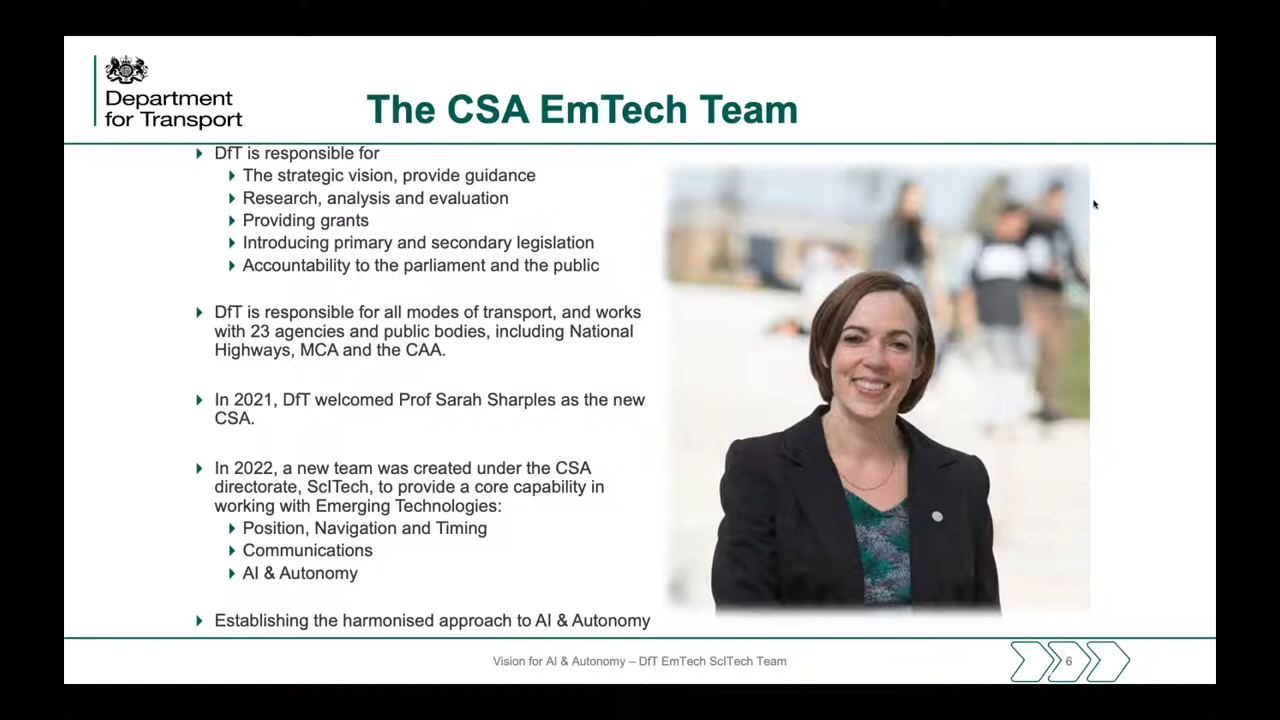 Department
for Transport
The CSA EmTech Team
DfT is responsible for
The strategic vision, provide guidance
Research, analysis and evaluation
Providing grants
Introducing primary and secondary legislation
Accountability to the parliament and the public
DfT is responsible for all modes of transport, and works
with 23 agencies and public bodies, including National
Highways, MCA and the CAA.
In 2021, DfT welcomed Prof Sarah Sharples as the new
CSA.
In 2022, a new team was created under the CSA
directorate, ScITech, to provide a core capability in
working with Emerging Technologies:
Position, Navigation and Timing
Communications
AI & Autonomy
Establishing the harmonised approach to AI & Autonomy
Vision for AI & Autonomy – DfT EmTech ScITech Team
6